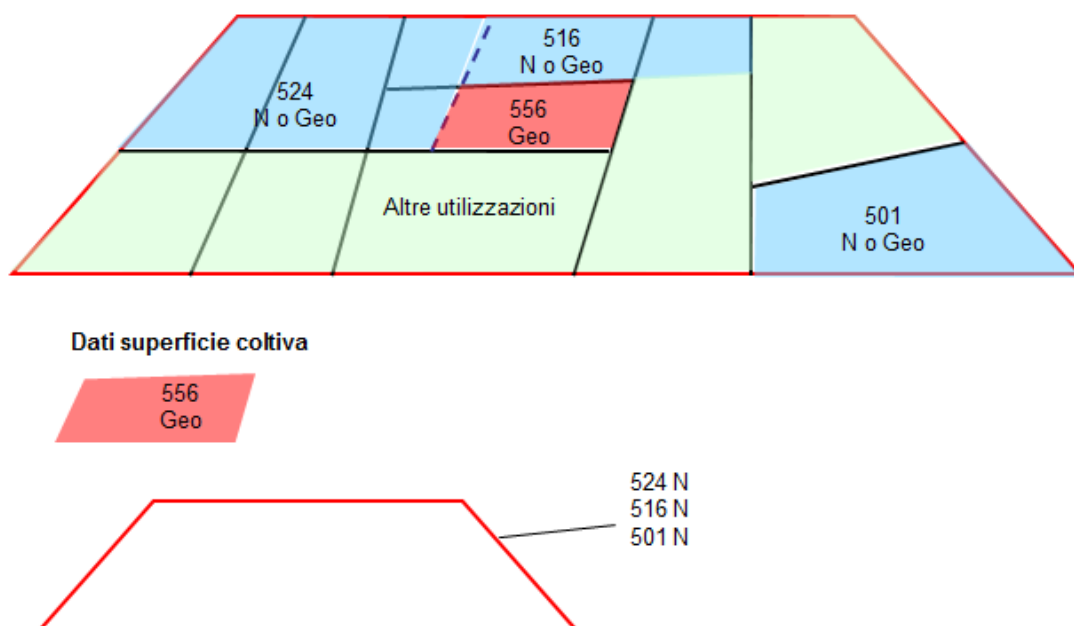 516
N o Geo
524
N o Geo
556
Geo
Altre utilizzazioni
501
N o Geo
Dati superficie coltiva
556
Geo
524 N
516 N
501 N